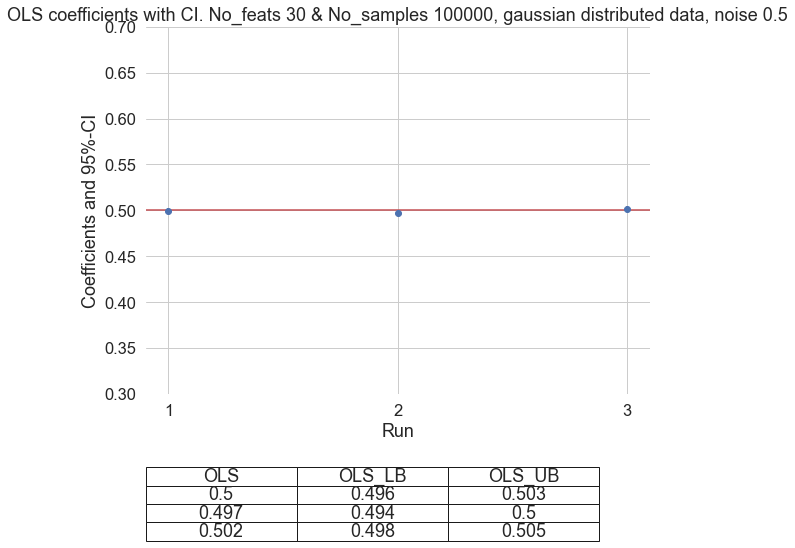 OLS coefficients with CI. No_feats 30 & No_samples 100000, gaussian distributed data, noise 0.5
0.70
0.65
0.60
0.55
0.50
0.45
0.40
0.35
0.30
Coefficients and 95%-CI
1 2 3
Run
OLS OLS_LB OLS_UB
0.5 0.496 0.503
0.497 0.494 0.5
0.502 0.498 0.505